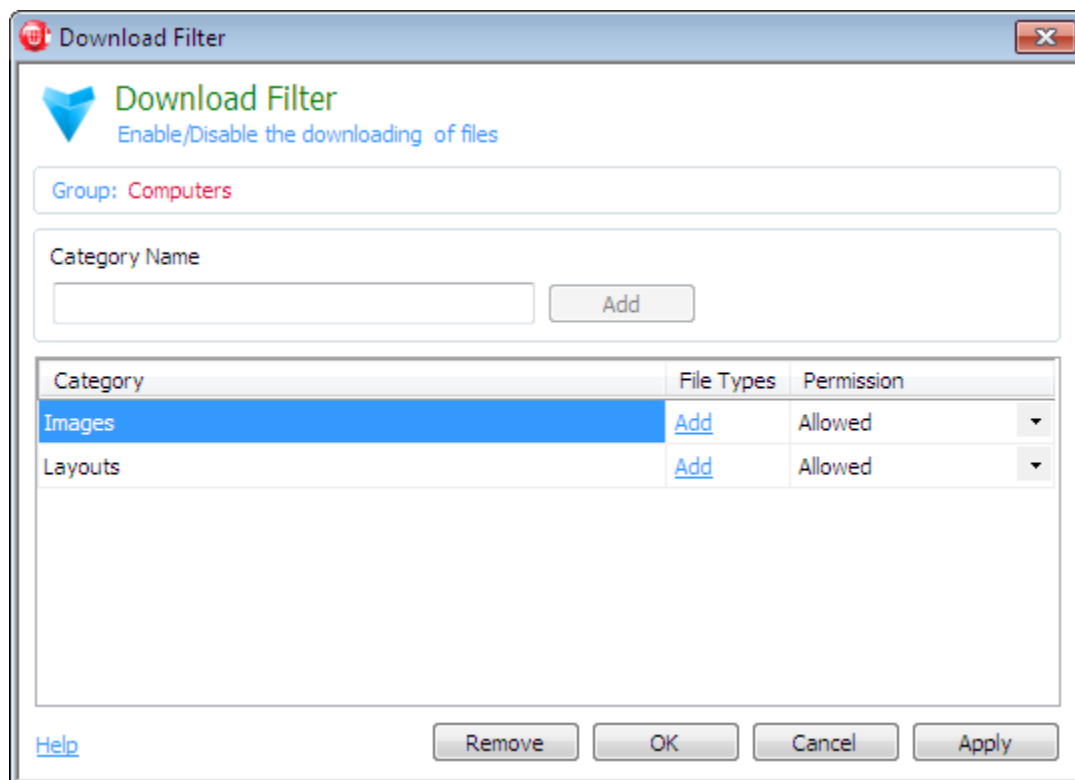 Download Filter
Download Filter
Enable/Disable the downloading of files
Group: Computers
Category Name
Add
Category File Types Permission
Images Add Allowed
Layouts Add Allowed
Help Remove OK Cancel Apply